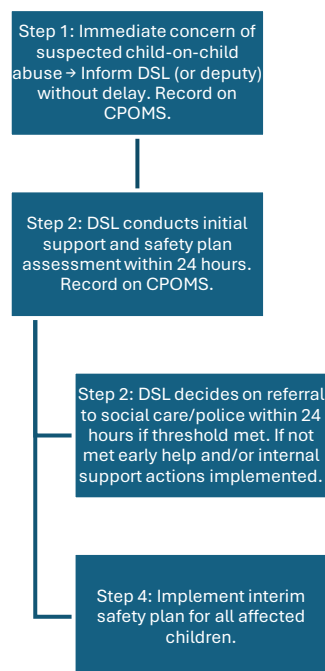 Step 1: Immediate concern of
suspected child-on-child
abuse → Inform DSL (or deputy)
without delay. Record on
CPOMS.
Step 2: DSL conducts initial
support and safety plan
assessment within 24 hours.
Record on CPOMS.
Step 2: DSL decides on referral
to social care/police within 24
hours if threshold met. If not
met early help and/or internal
support actions implemented.
Step 4: Implement interim
safety plan for all affected
children.